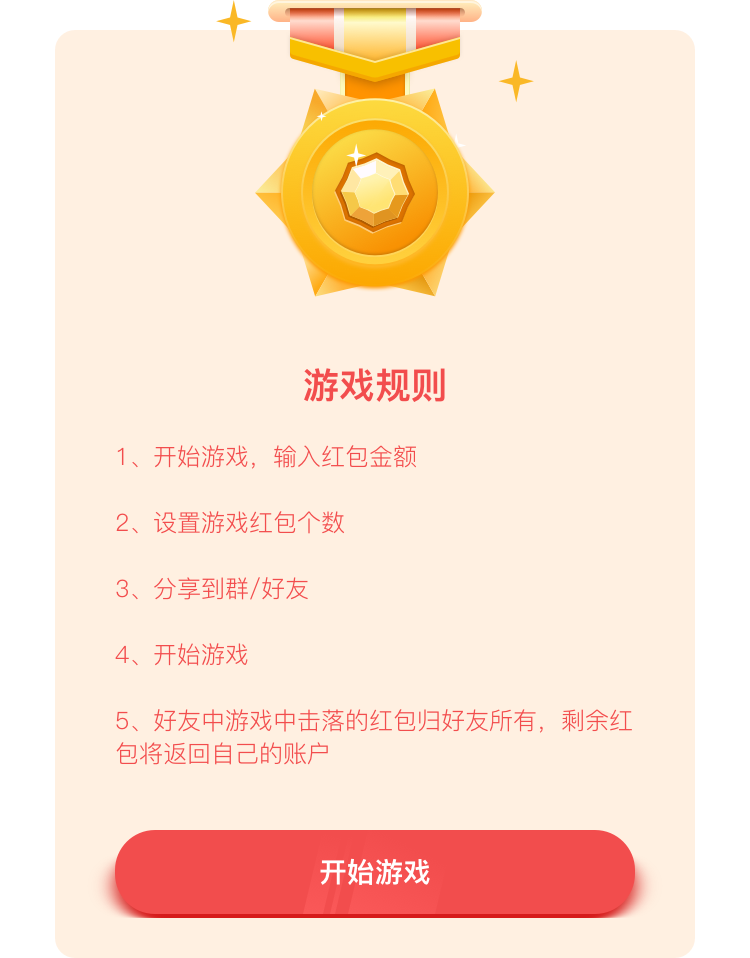 游戏规则
1、开始游戏，输入红包金额
2、设置游戏红包个数
3、分享到群/好友
4、开始游戏
5、好友中游戏中击落的红包归好友所有，剩余红
包将返回自己的账户
开始游戏